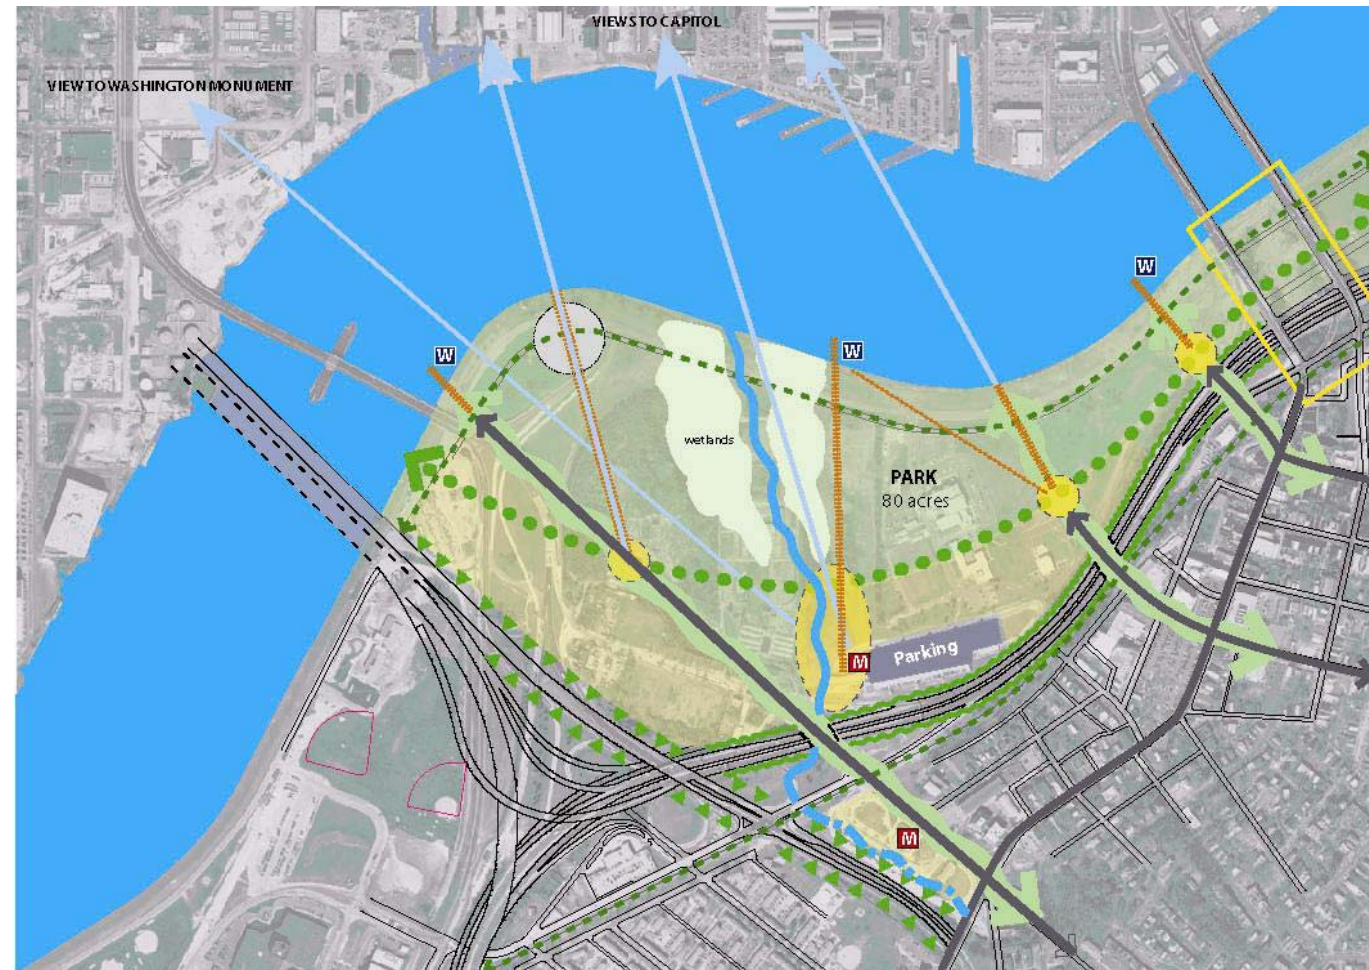 VIEWS TO CAPITOL
VIEW TO WASHINGTON MONUMENT
W
W
W
wetlands
PARK
80 acres
M
Parking
M